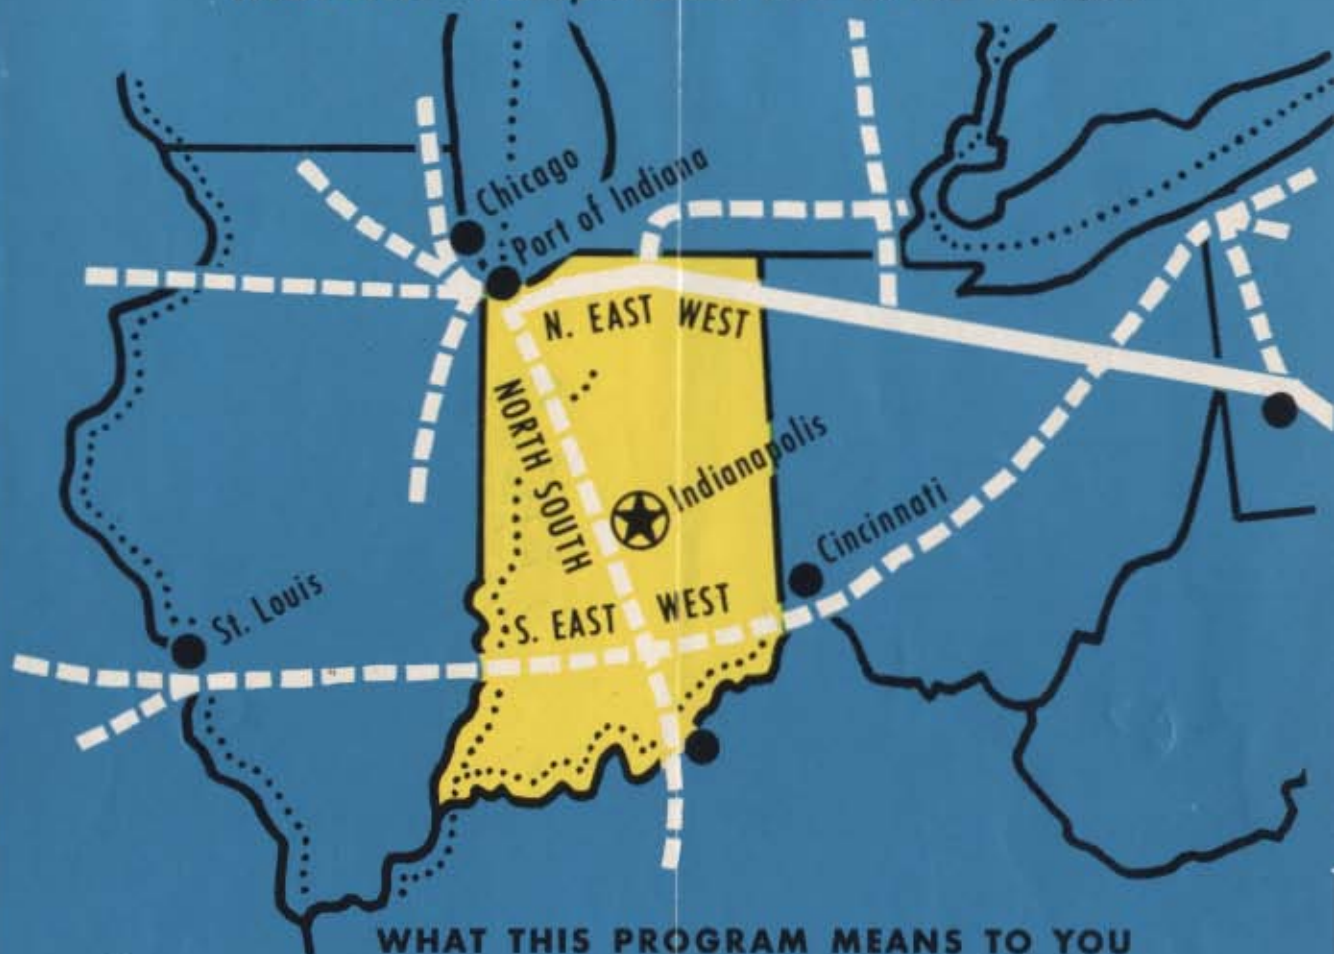 Chicago
Port of Indiana
N. EAST WEST
NORTH SOUTH
Indianapolis
Cincinnati
St. Louis
S. EAST WEST
WHAT THIS PROGRAM MEANS TO YOU